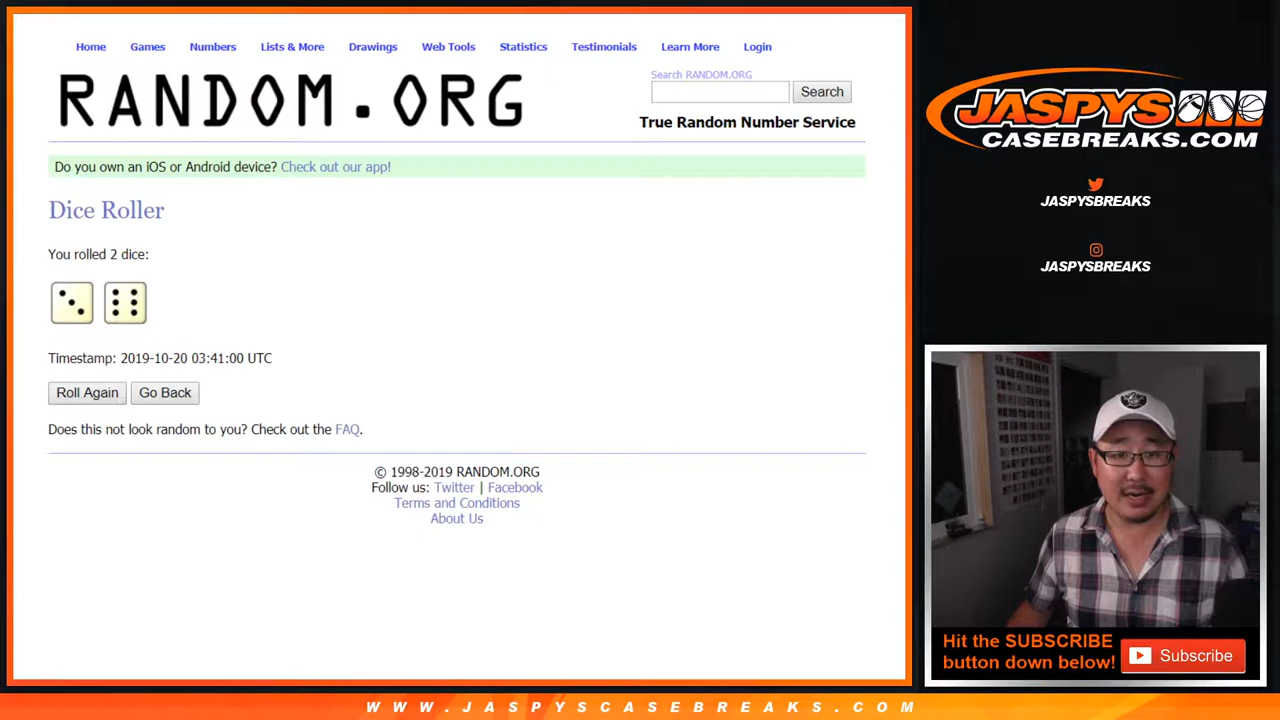 Home Games Numbers Lists & More Drawings Web Tools Statistics Testimonials Learn More Login
RANDOM.ORG
Search RANDOM.ORG
Search
True Random Number Service
Do you own an iOS or Android device? Check out our app!
Dice Roller
You rolled 2 dice:
Timestamp: 2019-10-20 03:41:00 UTC
Roll Again Go Back
Does this not look random to you? Check out the FAQ.
© 1998-2019 RANDOM.ORG
Follow us: Twitter | Facebook
Terms and Conditions
About Us
JASPYS
CASEBREAKS.COM
JASPYSBREAKS
JASPYSBREAKS
Hit the SUBSCRIBE
button down below!
Subscribe
WWW.JASPYSCASEBREAKS.COM